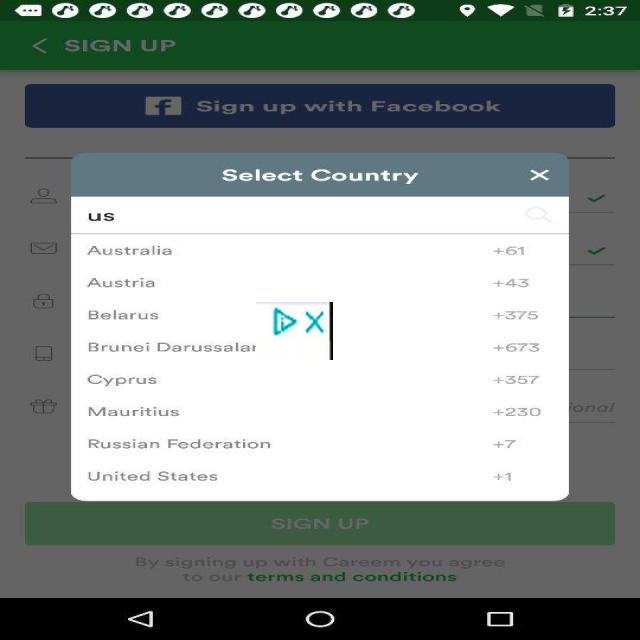 2:37
SIGN UP
Sign up with Facebook
Select Country
us
Australia +61
Austria +43
Belarus +375
Brunei Darussalar +673
Cyprus +357
Mauritius +230
ional
Russian Federation +7
United States +1
SIGN UP
By signing up with Careem you agree
to our terms and conditions